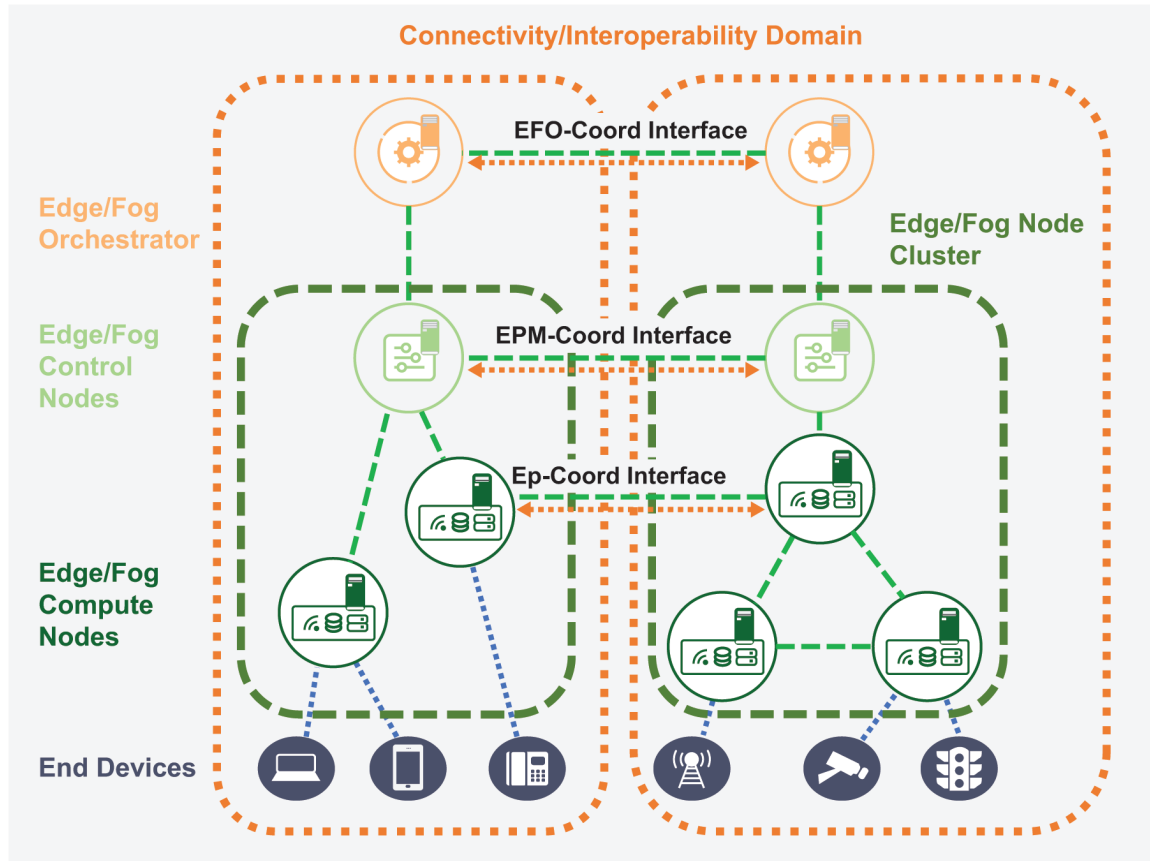 Connectivity/Interoperability Domain
EFO-Coord Interface
Edge/Fog
Orchestrator
Edge/Fog Node
Cluster
Edge/Fog
Control
Nodes
EPM-Coord Interface
Ep-Coord Interface
Edge/Fog
Compute
Nodes
End Devices